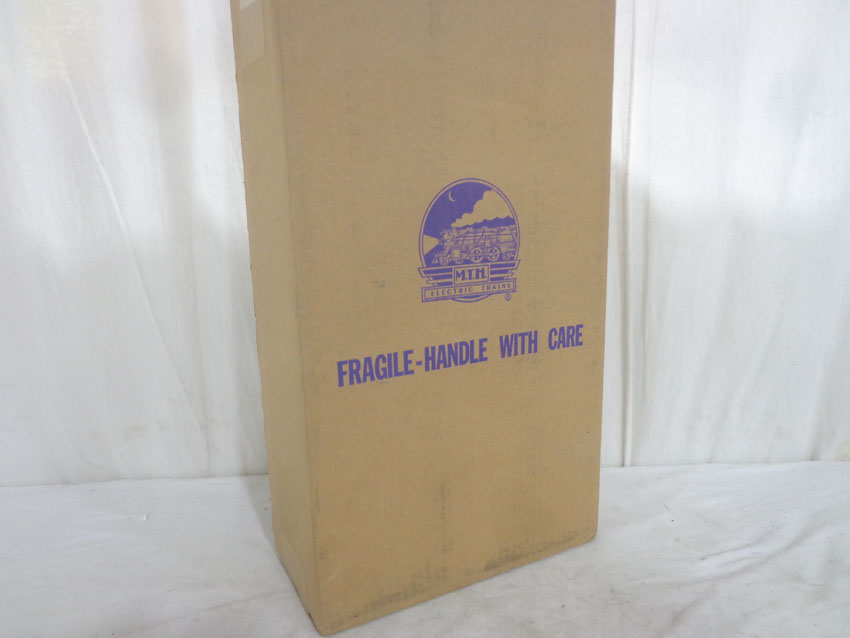 M.T.H.
ELECTRIC TRAINS
®
FRAGILE-HANDLE WITH CARE